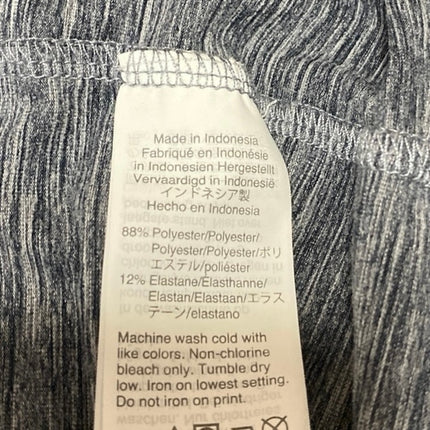 Made in Indonesia
Fabriqué en Indonésie
in Indonesien Hergestellt
Vervaardigd in Indonesië
インドネシア製
Hecho en Indonesia
88% Polyester/Polyester/
Polyester/Polyester/ポリ
エステル/poliéster
12% Elastane/Élasthanne/
Elastan/Elastaan/エラス
テーン/elastano
Machine wash cold with
like colors. Non-chlorine
bleach only. Tumble dry
low. Iron on lowest setting.
Do not iron on print.